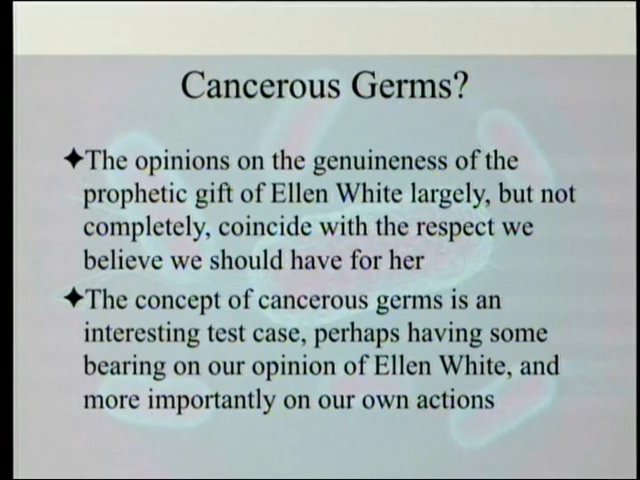 Cancerous Germs?
✦The opinions on the genuineness of the
prophetic gift of Ellen White largely, but not
completely, coincide with the respect we
believe we should have for her
✦The concept of cancerous germs is an
interesting test case, perhaps having some
bearing on our opinion of Ellen White, and
more importantly on our own actions